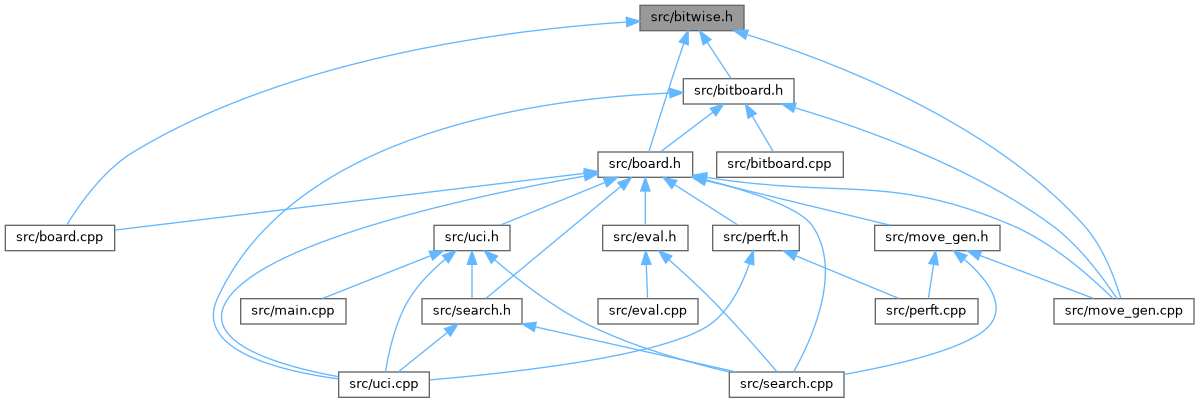 src/bitwise.h
src/bitboard.h
src/board.h
src/bitboard.cpp
src/board.cpp
src/uci.h
src/eval.h
src/perft.h
src/move_gen.h
src/main.cpp
src/search.h
src/eval.cpp
src/perft.cpp
src/move_gen.cpp
src/uci.cpp
src/search.cpp